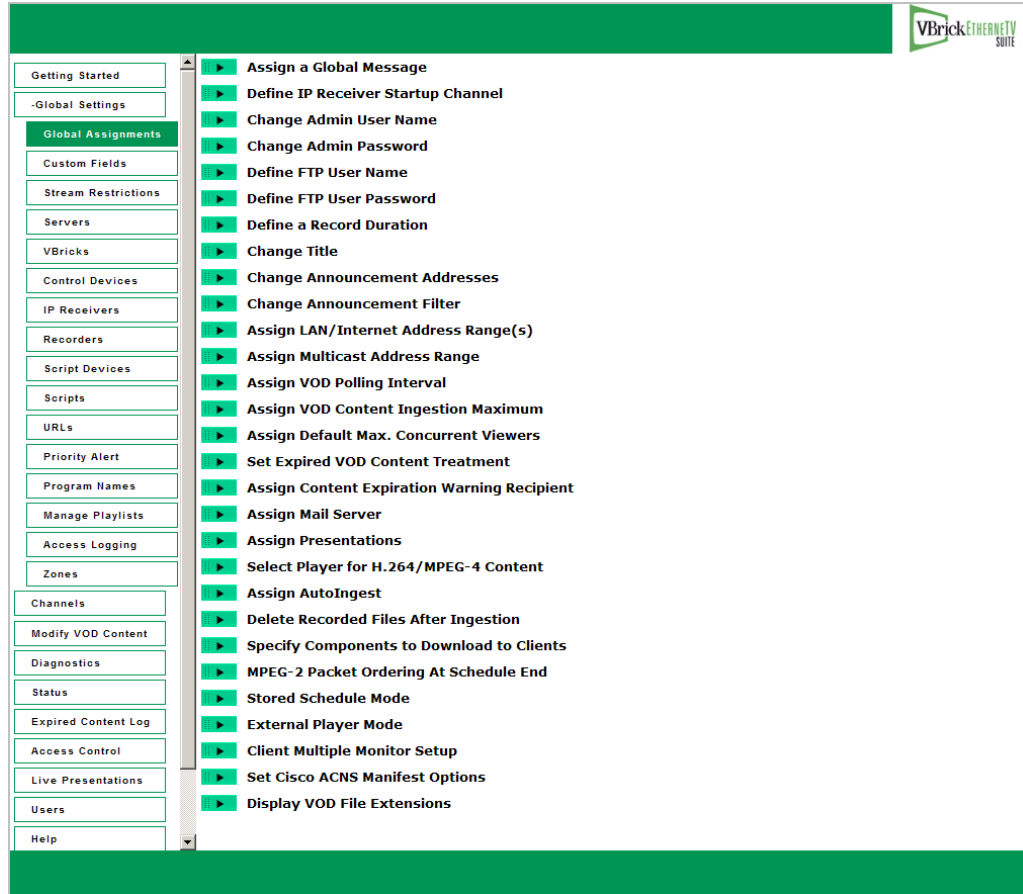 VBrick ETHERNETV
SUITE
Getting Started
-Global Settings
Global Assignments
Custom Fields
Stream Restrictions
Servers
VBricks
Control Devices
IP Receivers
Recorders
Script Devices
Scripts
URLs
Priority Alert
Program Names
Manage Playlists
Access Logging
Zones
Channels
Modify VOD Content
Diagnostics
Status
Expired Content Log
Access Control
Live Presentations
Users
Help
Assign a Global Message
Define IP Receiver Startup Channel
Change Admin User Name
Change Admin Password
Define FTP User Name
Define FTP User Password
Define a Record Duration
Change Title
Change Announcement Addresses
Change Announcement Filter
Assign LAN/Internet Address Range(s)
Assign Multicast Address Range
Assign VOD Polling Interval
Assign VOD Content Ingestion Maximum
Assign Default Max. Concurrent Viewers
Set Expired VOD Content Treatment
Assign Content Expiration Warning Recipient
Assign Mail Server
Assign Presentations
Select Player for H.264/MPEG-4 Content
Assign AutoIngest
Delete Recorded Files After Ingestion
Specify Components to Download to Clients
MPEG-2 Packet Ordering At Schedule End
Stored Schedule Mode
External Player Mode
Client Multiple Monitor Setup
Set Cisco ACNS Manifest Options
Display VOD File Extensions